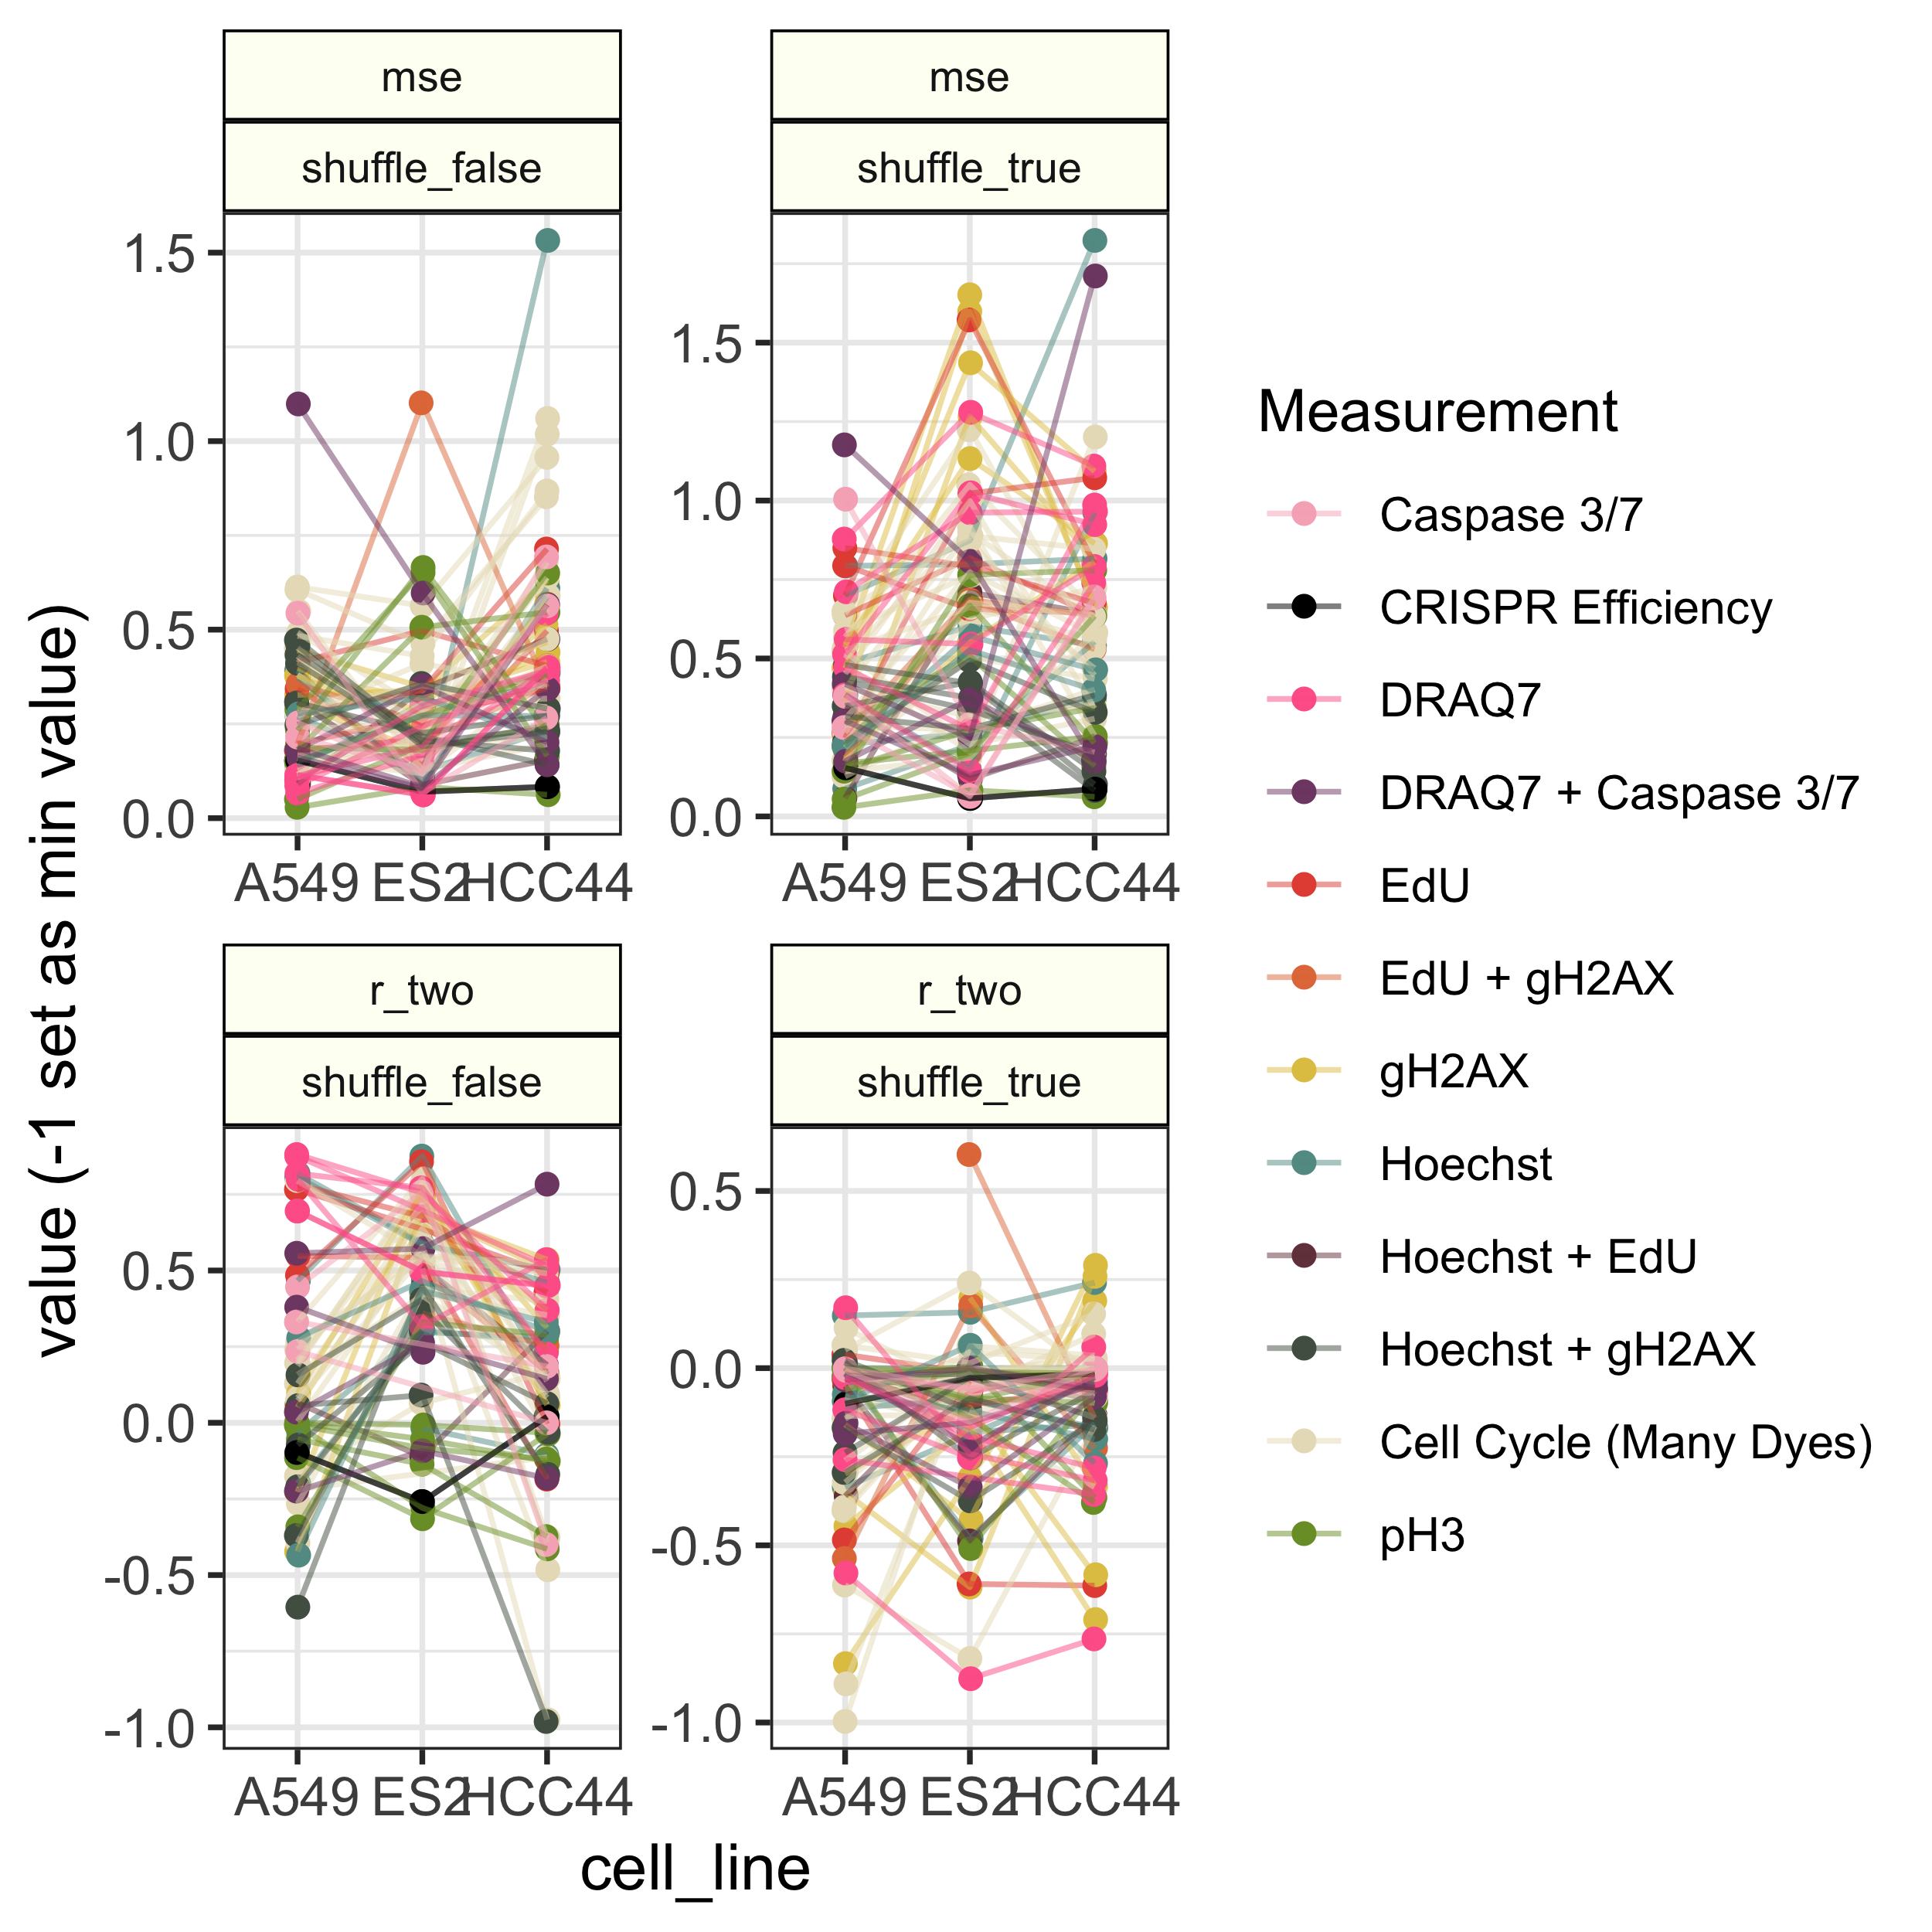 mse
mse
shuffle_false
shuffle_true
1.5
1.0
0.5
0.0
1.5
1.0
0.5
0.0
A549 ES2 HCC44
A549 ES2 HCC44
r_two
r_two
shuffle_false
shuffle_true
0.5
0.0
-0.5
-1.0
0.5
0.0
-0.5
-1.0
A549 ES2 HCC44
A549 ES2 HCC44
cell_line
value (-1 set as min value)
Measurement
Caspase 3/7
CRISPR Efficiency
DRAQ7
DRAQ7 + Caspase 3/7
EdU
EdU + gH2AX
gH2AX
Hoechst
Hoechst + EdU
Hoechst + gH2AX
Cell Cycle (Many Dyes)
pH3